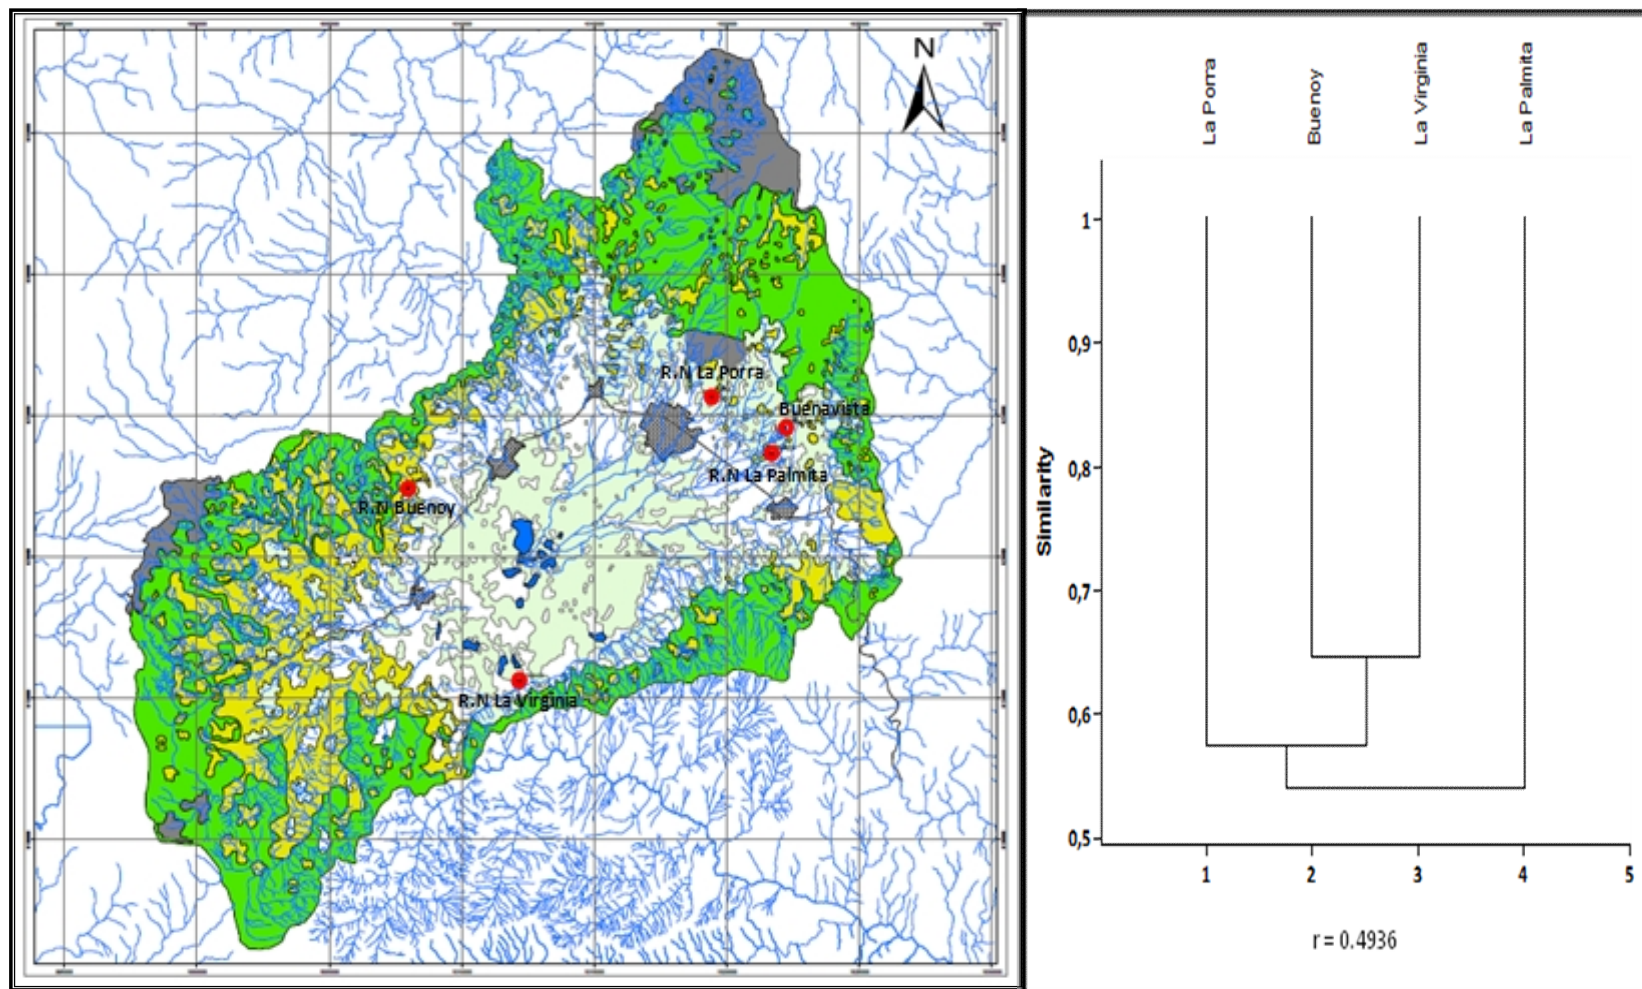 N
R.N La Porra
Buenavista
R.N La Palmita
R.N Buenoy
R.N La Virginia
La Porra
Buenoy
La Virginia
La Palmita
Similarity
1
0,9
0,8
0,7
0,6
0,5
1 2 3 4 5
r = 0.4936